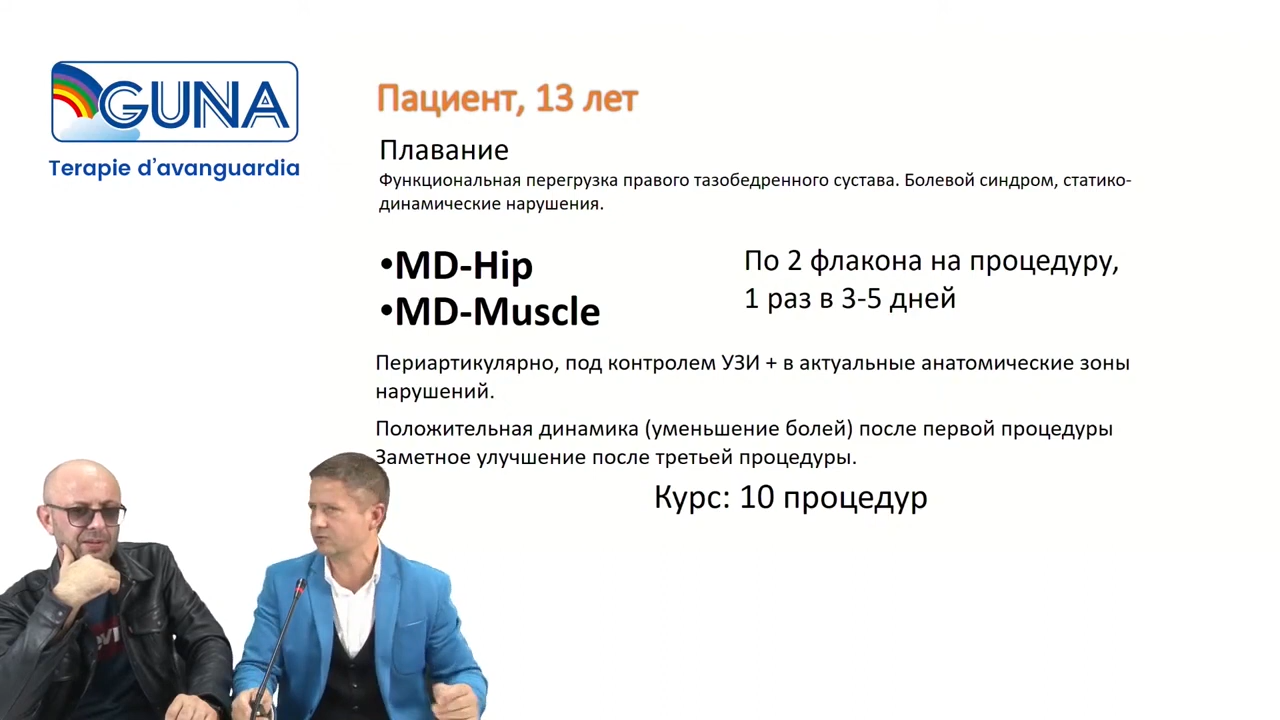 GUNA
Terapie d'avanguardia
Пациент, 13 лет
Плавание
Функциональная перегрузка правого тазобедренного сустава. Болевой синдром, статико-
динамические нарушения.
•MD-Hip
•MD-Muscle
По 2 флакона на процедуру,
1 раз в 3-5 дней
Периартикулярно, под контролем УЗИ + в актуальные анатомические зоны
нарушений.
Положительная динамика (уменьшение болей) после первой процедуры
Заметное улучшение после третьей процедуры.
Курс: 10 процедур